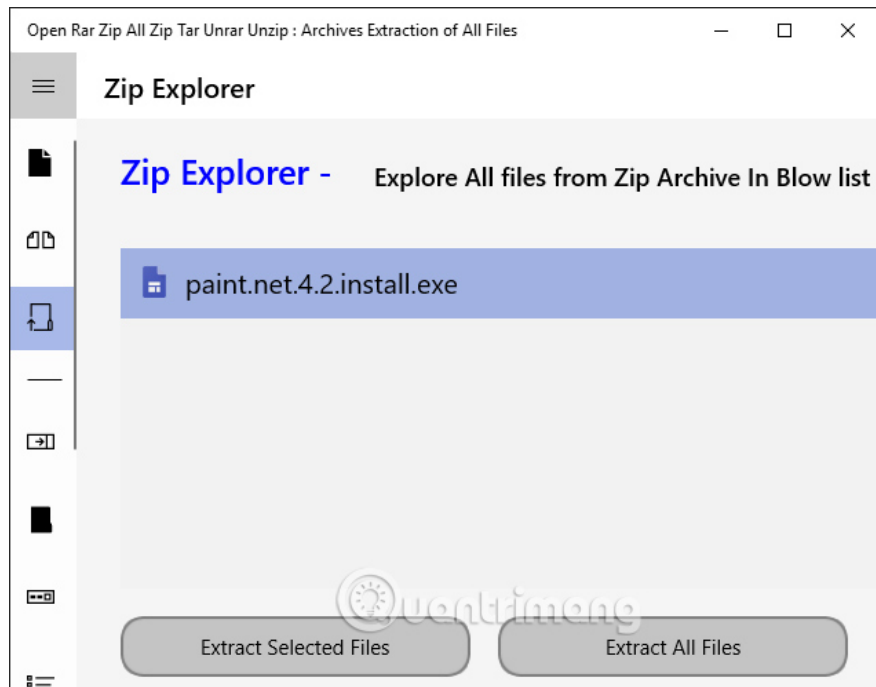 Open Rar Zip All Zip Tar Unrar Unzip : Archives Extraction of All Files
Zip Explorer
Zip Explorer - Explore All files from Zip Archive In Blow list
paint.net.4.2.install.exe
Quantrimang
Extract Selected Files Extract All Files